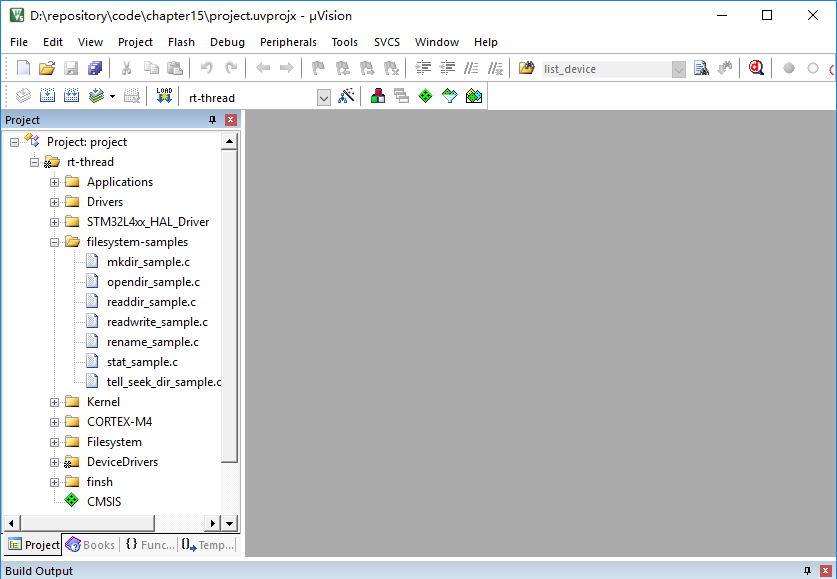 D:\repository\code\chapter15\project.uvprojx - µVision
File Edit View Project Flash Debug Peripherals Tools SVCS Window Help
list_device
LOAD
rt-thread
Project
Project: project
rt-thread
Applications
Drivers
STM32L4xx_HAL_Driver
filesystem-samples
mkdir_sample.c
opendir_sample.c
readdir_sample.c
readwrite_sample.c
rename_sample.c
stat_sample.c
tell_seek_dir_sample.c
Kernel
CORTEX-M4
Filesystem
DeviceDrivers
finsh
CMSIS
Project Books {} Func... Temp...
Build Output